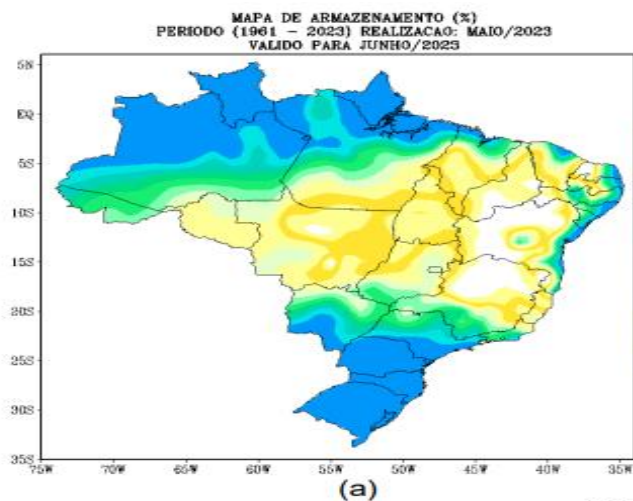 MAPA DE ARMAZENAMENTO (%)
PERIODO (1961 - 2023) REALIZACAO: MAIO/2023
VALIDO PARA JUNHO/2023
5N
EQ
5S
10S
15S
20S
25S
30S
35S
75W 70W 65W 60W 55W 50W 45W 40W 35W
(a)